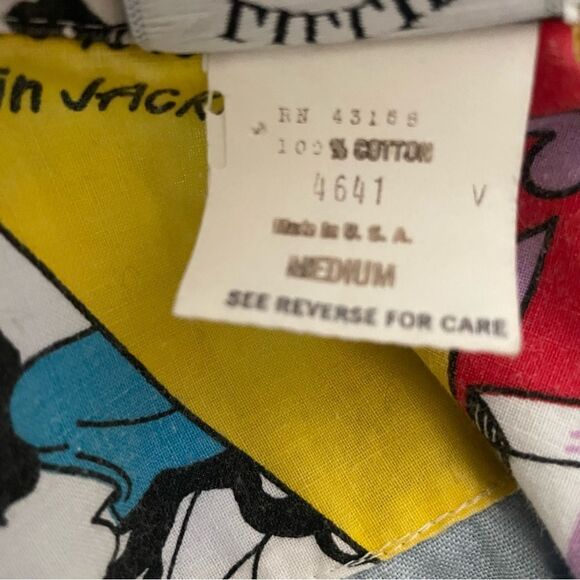 in JACK
RN 43168
100% COTTON
4641 V
Made in U. S. A.
MEDIUM
SEE REVERSE FOR CARE